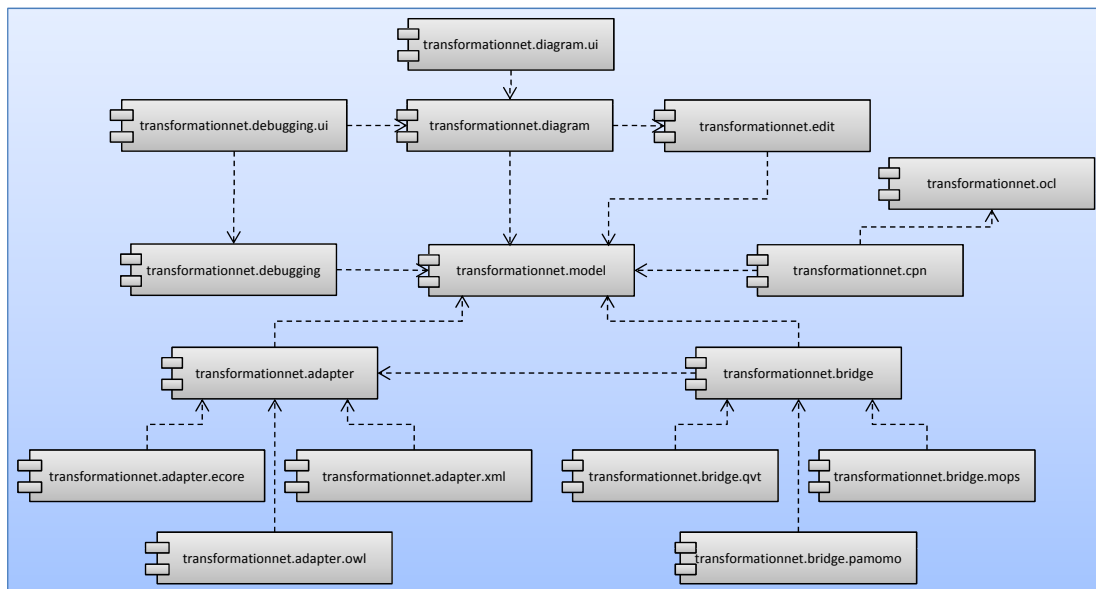 transformationnet.diagram.ui
transformationnet.debugging.ui
transformationnet.diagram
transformationnet.edit
transformationnet.ocl
transformationnet.debugging
transformationnet.model
transformationnet.cpn
transformationnet.adapter
transformationnet.bridge
transformationnet.adapter.ecore
transformationnet.adapter.xml
transformationnet.bridge.qvt
transformationnet.bridge.mops
transformationnet.adapter.owl
transformationnet.bridge.pamomo